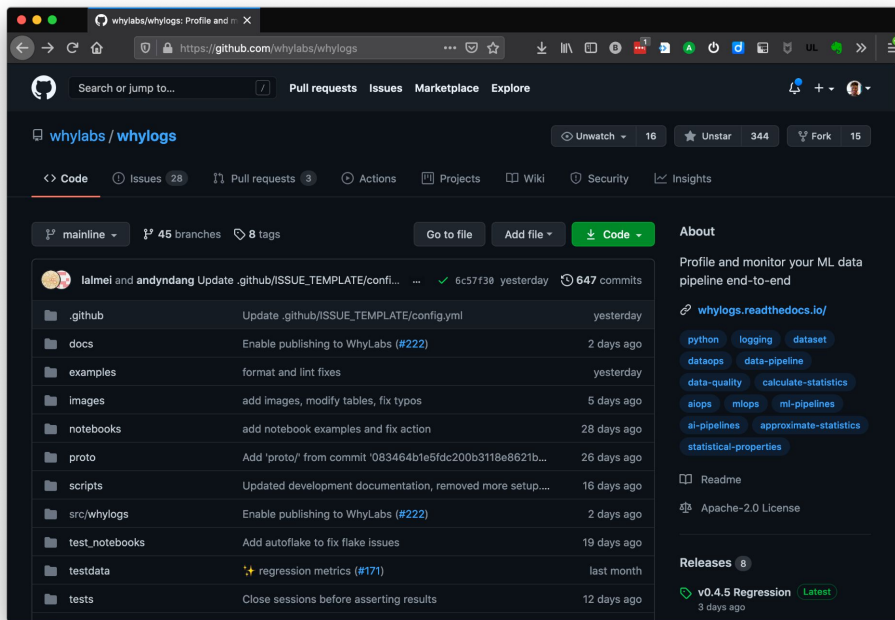 whylabs/whylogs: Profile and m
https://github.com/whylabs/whylogs
1
UL
Search or jump to...
/
Pull requests Issues Marketplace Explore
whylabs / whylogs
Unwatch 16
Unstar 344
Fork 15
Code
Issues 28
Pull requests 3
Actions
Projects
Wiki
Security
Insights
mainline
45 branches
8 tags
Go to file
Add file
Code
lalmei and andyndang Update .github/ISSUE_TEMPLATE/confi... ... 6c57f30 yesterday 647 commits
.github Update .github/ISSUE_TEMPLATE/config.yml yesterday
docs Enable publishing to WhyLabs (#222) 2 days ago
examples format and lint fixes yesterday
images add images, modify tables, fix typos 5 days ago
notebooks add notebook examples and fix action 28 days ago
proto Add 'proto/' from commit '083464b1e5fdc200b3118e8621b... 26 days ago
scripts Updated development documentation, removed more setup.... 16 days ago
src/whylogs Enable publishing to WhyLabs (#222) 2 days ago
test_notebooks Add autoflake to fix flake issues 19 days ago
testdata ✨ regression metrics (#171) last month
tests Close sessions before asserting results 12 days ago
About
Profile and monitor your ML data
pipeline end-to-end
whylogs.readthedocs.io/
python logging dataset
dataops data-pipeline
data-quality calculate-statistics
aiops mlops ml-pipelines
ai-pipelines approximate-statistics
statistical-properties
Readme
Apache-2.0 License
Releases 8
v0.4.5 Regression Latest
3 days ago